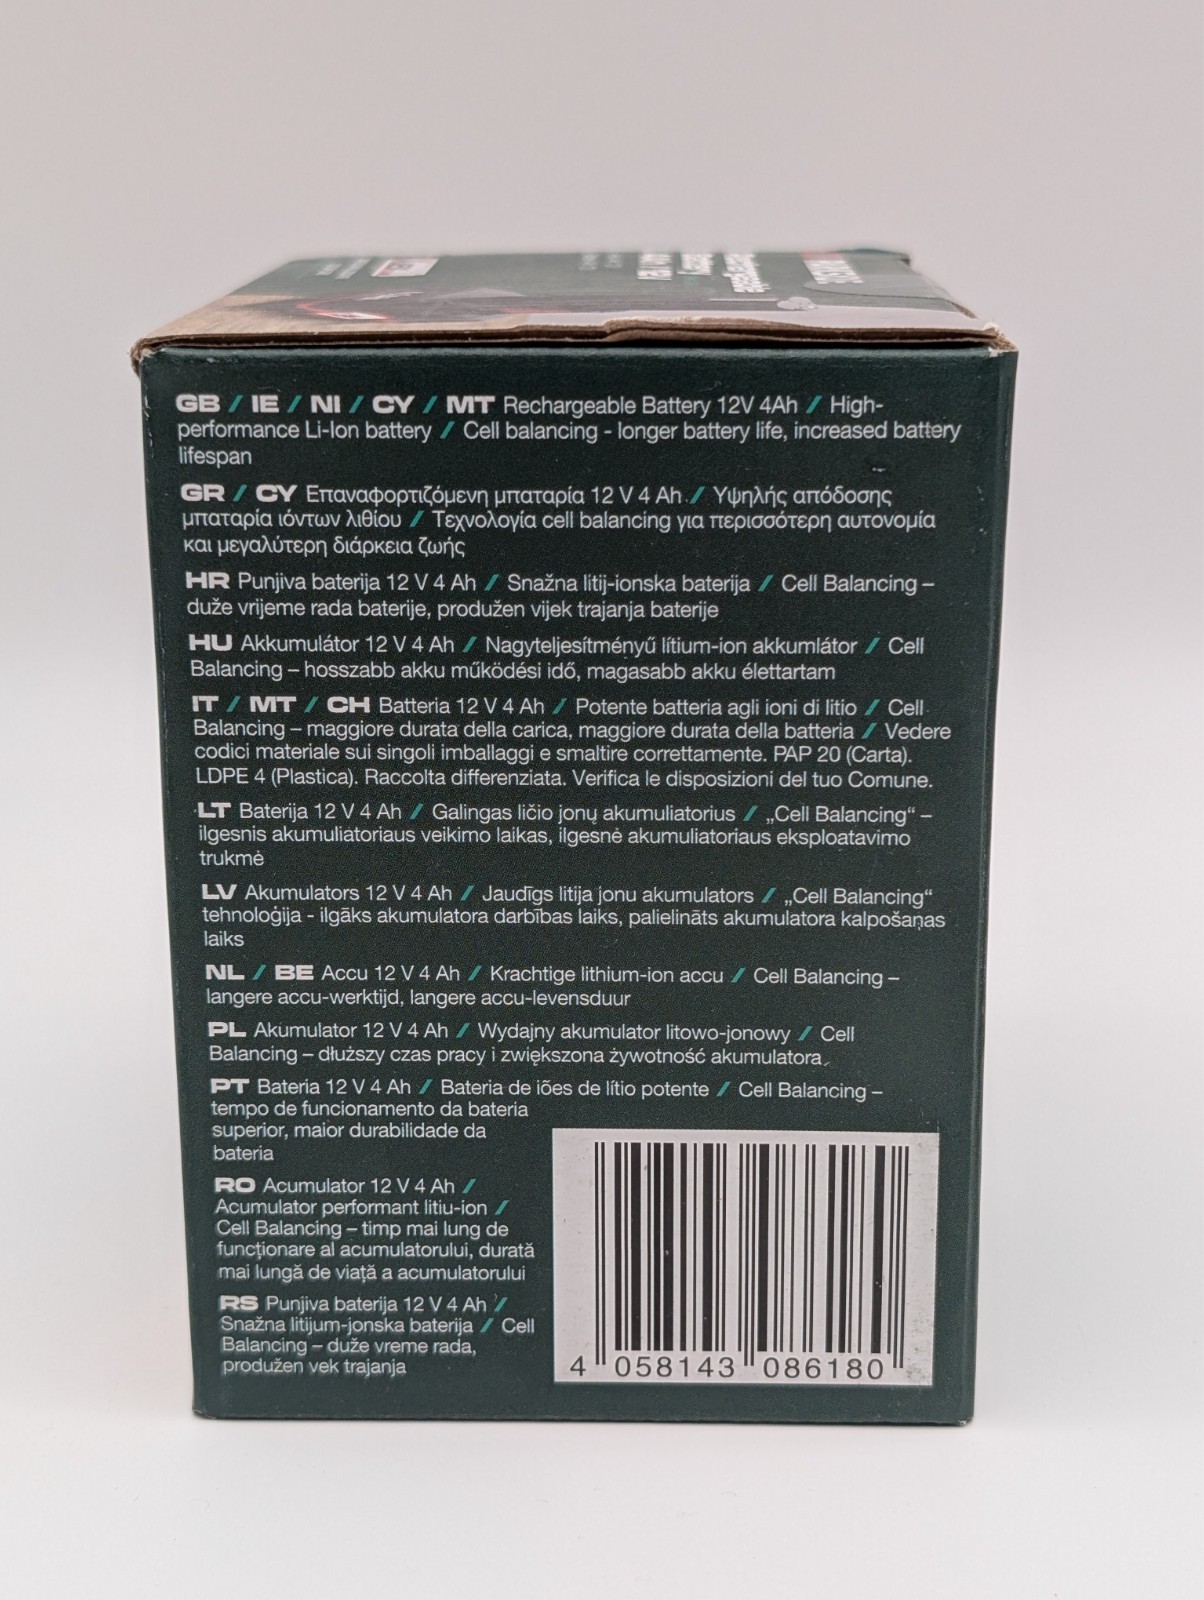 GB / IE / NI / CY / MT Rechargeable Battery 12V 4Ah / High-
performance Li-Ion battery / Cell balancing - longer battery life, increased battery
lifespan
GR / CY Επαναφορτιζόμενη μπαταρία 12 V 4 Ah / Υψηλής απόδοσης
μπαταρία ιόντων λιθίου / Τεχνολογία cell balancing για περισσότερη αυτονομία
και μεγαλύτερη διάρκεια ζωής
HR Punjiva baterija 12 V 4 Ah / Snažna litij-ionska baterija / Cell Balancing –
duže vrijeme rada baterije, produžen vijek trajanja baterije
HU Akkumulátor 12 V 4 Ah / Nagyteljesítményű lítium-ion akkumlátor / Cell
Balancing – hosszabb akku működési idő, magasabb akku élettartam
IT / MT / CH Batteria 12 V 4 Ah / Potente batteria agli ioni di litio / Cell
Balancing – maggiore durata della carica, maggiore durata della batteria / Vedere
codici materiale sui singoli imballaggi e smaltire correttamente. PAP 20 (Carta).
LDPE 4 (Plastica). Raccolta differenziata. Verifica le disposizioni del tuo Comune.
LT Baterija 12 V 4 Ah / Galingas ličio jonų akumuliatorius / „Cell Balancing“ –
ilgesnis akumuliatoriaus veikimo laikas, ilgesnė akumuliatoriaus eksploatavimo
trukmė
LV Akumulators 12 V 4 Ah / Jaudīgs litija jonu akumulators / „Cell Balancing“
tehnoloģija - ilgāks akumulatora darbības laiks, palielināts akumulatora kalpošaņas
laiks
NL / BE Accu 12 V 4 Ah / Krachtige lithium-ion accu / Cell Balancing –
langere accu-werktijd, langere accu-levensduur
PL Akumulator 12 V 4 Ah / Wydajny akumulator litowo-jonowy / Cell
Balancing – dłuższy czas pracy i zwiększona żywotność akumulatora
PT Bateria 12 V 4 Ah / Bateria de iões de lítio potente / Cell Balancing –
tempo de funcionamento da bateria
superior, maior durabilidade da
bateria
RO Acumulator 12 V 4 Ah /
Acumulator performant litiu-ion /
Cell Balancing – timp mai lung de
funcționare al acumulatorului, durată
mai lungă de viață a acumulatorului
RS Punjiva baterija 12 V 4 Ah /
Snažna litijum-jonska baterija / Cell
Balancing – duže vreme rada,
produžen vek trajanja
4 058143 086180